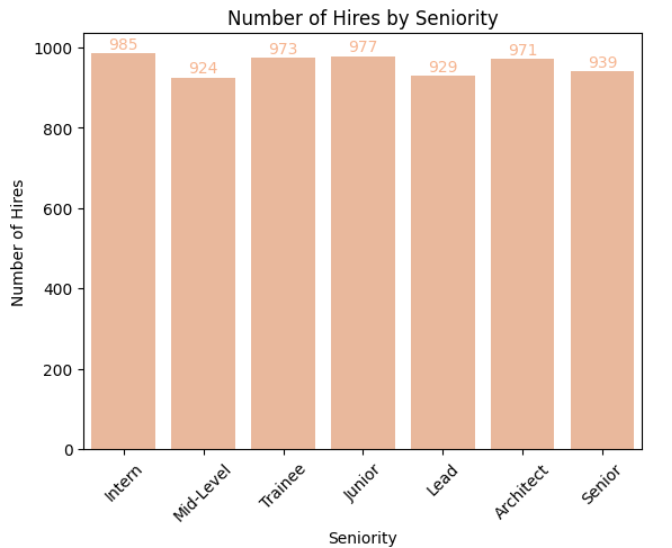 Number of Hires by Seniority
Number of Hires
1000
800
600
400
200
0
985
924
973
977
929
971
939
Intern
Mid-Level
Trainee
Junior
Lead
Architect
Senior
Seniority